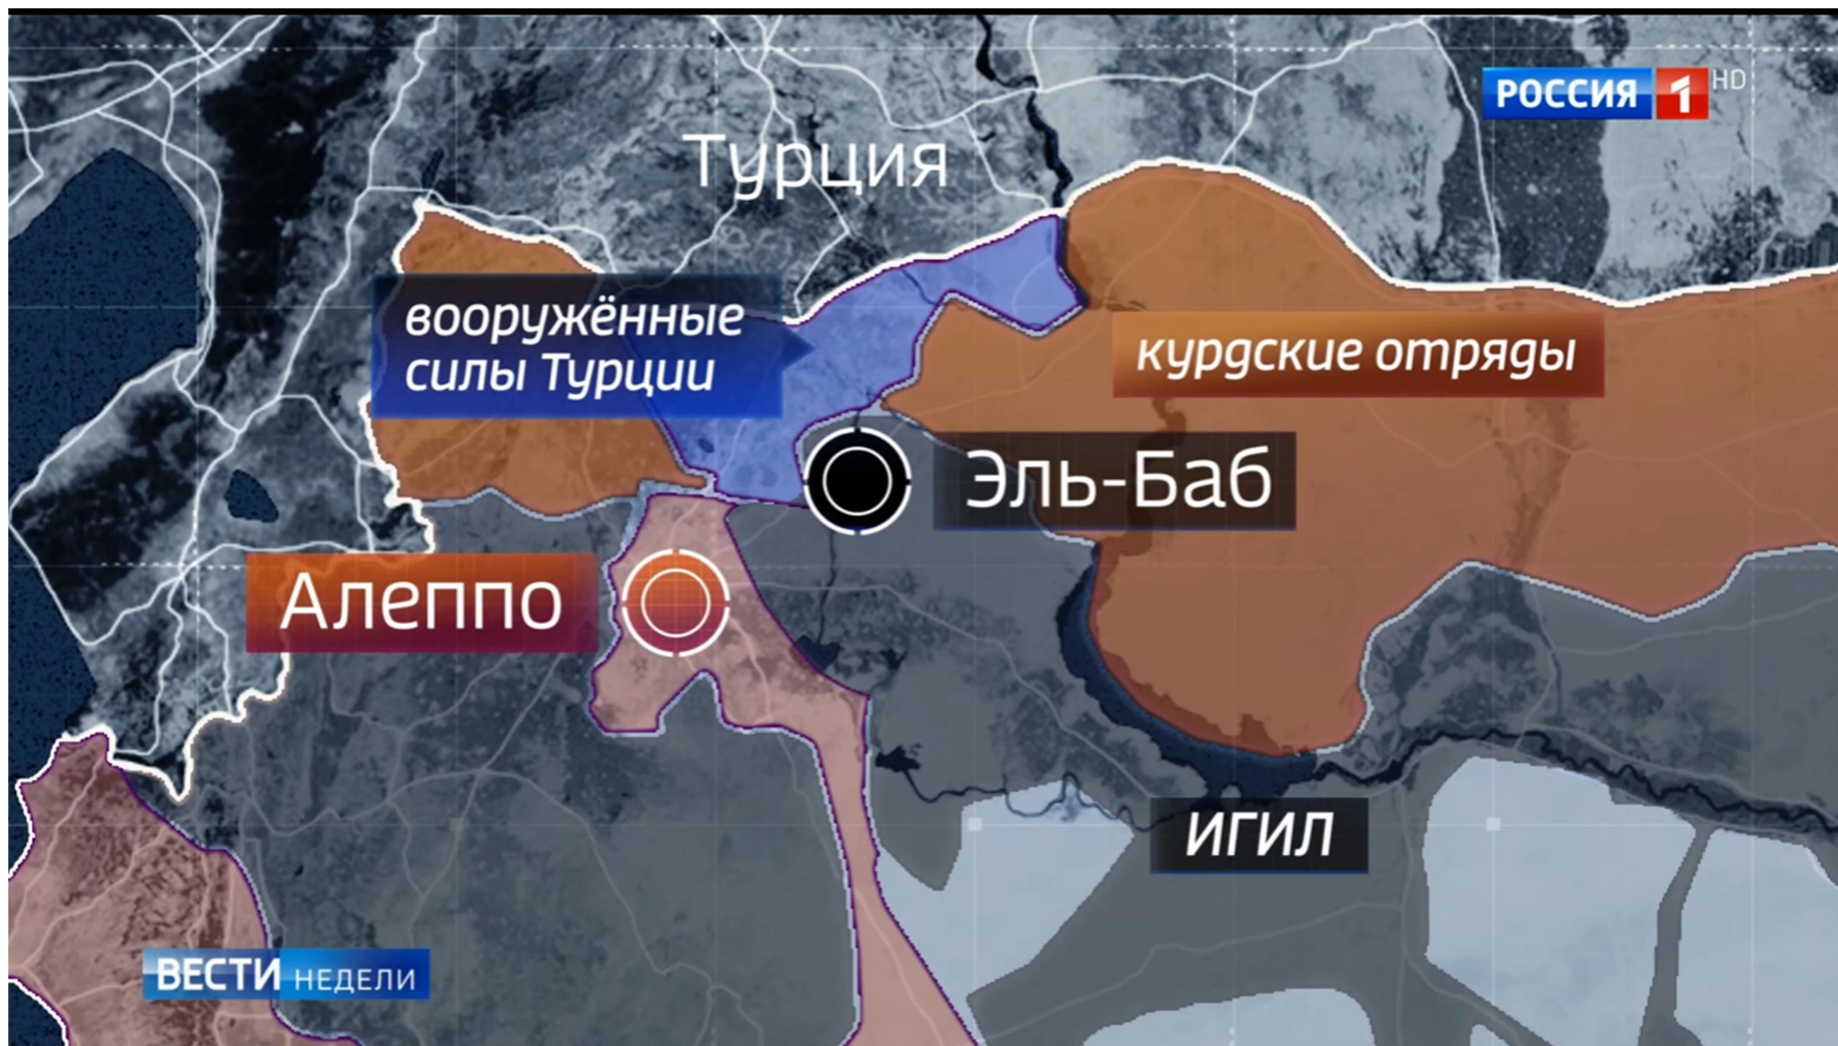 РОССИЯ 1 HD
Турция
вооружённые
силы Турции
курдские отряды
Эль-Баб
Алеппо
ИГИЛ
ВЕСТИ НЕДЕЛИ